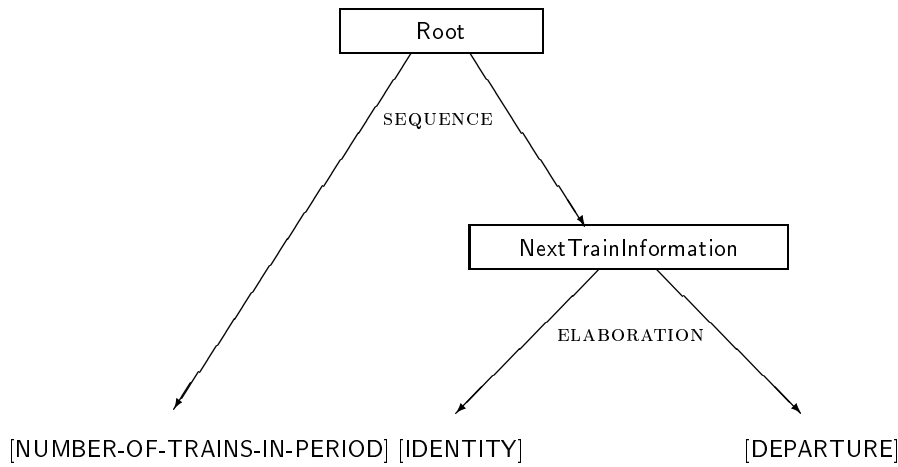 Root
SEQUENCE
NextTrainInformation
ELABORATION
[NUMBER-OF-TRAINS-IN-PERIOD] [IDENTITY] [DEPARTURE]